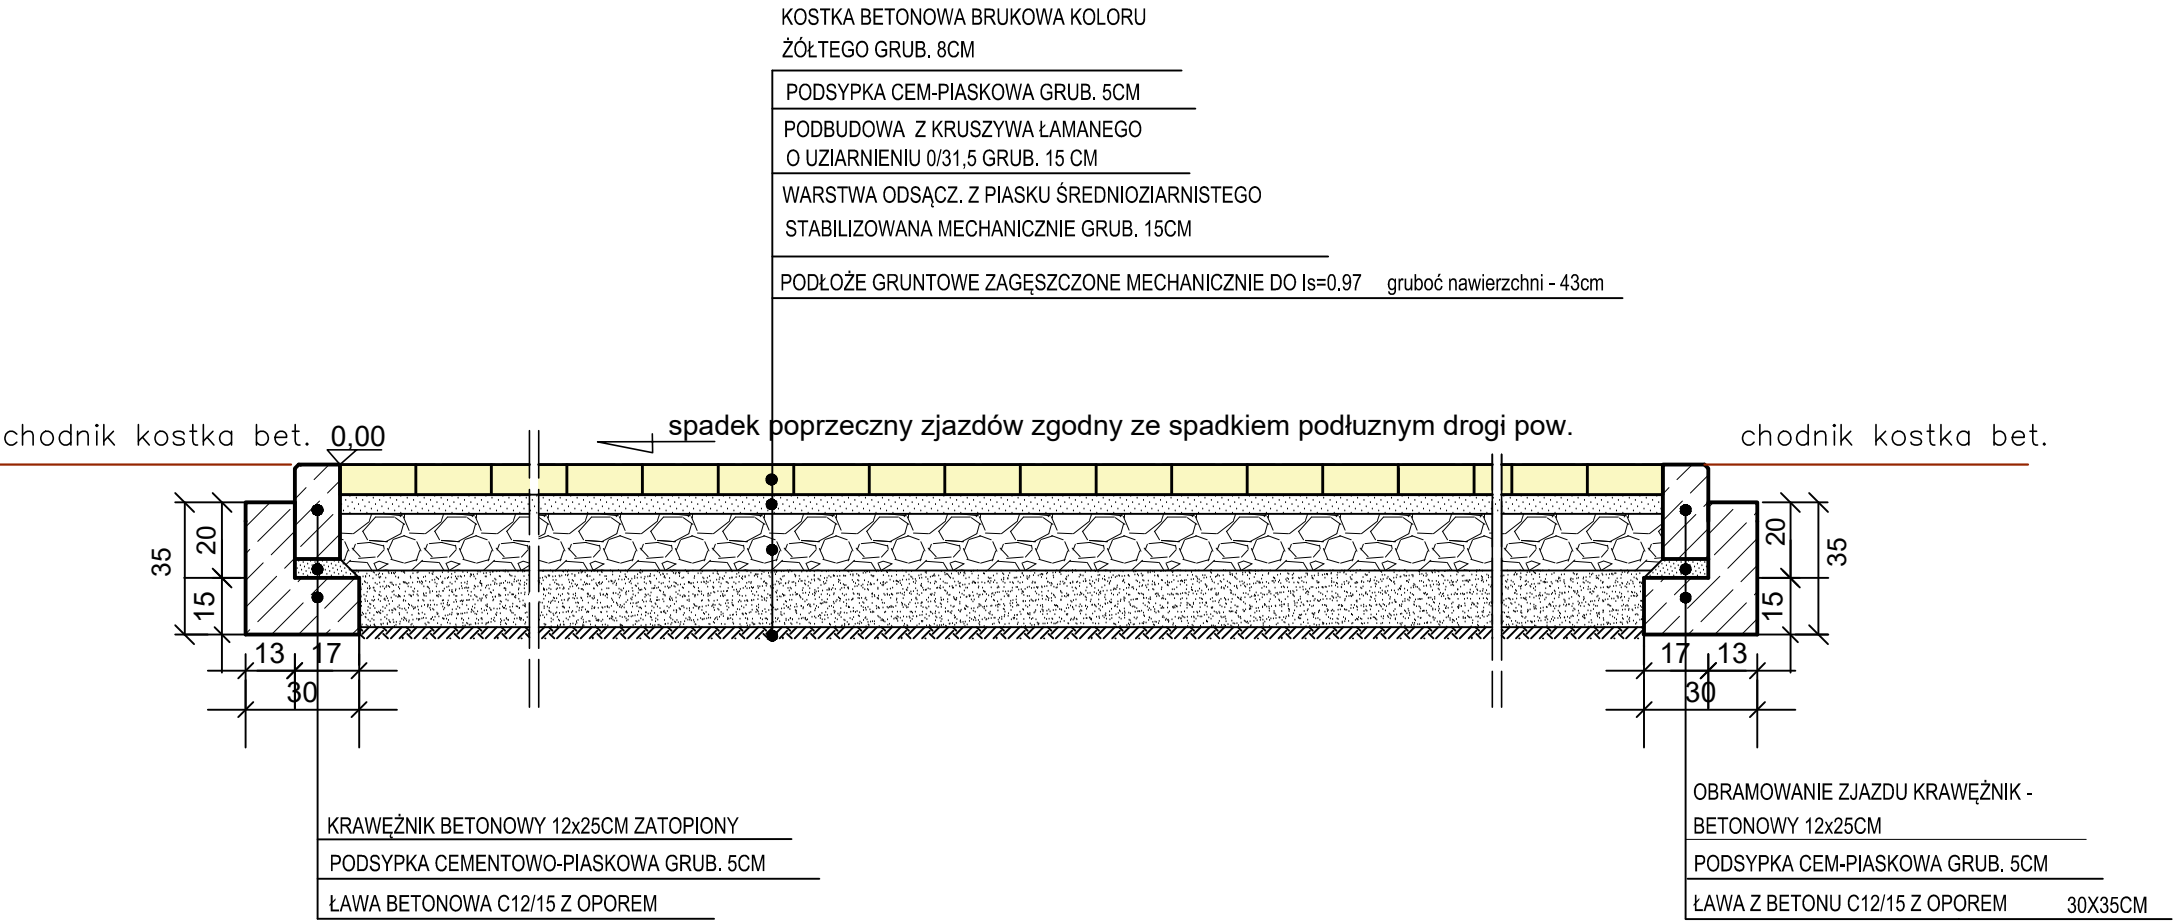 KOSTKA BETONOWA BRUKOWA KOLORU
ŻÓŁTEGO GRUB. 8CM
PODSYPKA CEM-PIASKOWA GRUB. 5CM
PODBUDOWA Z KRUSZYWA ŁAMANEGO
O UZIARNIENIU 0/31,5 GRUB. 15 CM
WARSTWA ODSĄCZ. Z PIASKU ŚREDNIOZIARNISTEGO
STABILIZOWANA MECHANICZNIE GRUB. 15CM
PODŁOŻE GRUNTOWE ZAGĘSZCZONE MECHANICZNIE DO Is=0.97 gruboć nawierzchni - 43cm
chodnik kostka bet.
0,00
spadek poprzeczny zjazdów zgodny ze spadkiem podłuznym drogi pow.
chodnik kostka bet.
35
20
15
13
17
30
20
35
15
17
13
30
KRAWĘŻNIK BETONOWY 12x25CM ZATOPIONY
PODSYPKA CEMENTOWO-PIASKOWA GRUB. 5CM
ŁAWA BETONOWA C12/15 Z OPOREM
OBRAMOWANIE ZJAZDU KRAWĘŻNIK -
BETONOWY 12x25CM
PODSYPKA CEM-PIASKOWA GRUB. 5CM
ŁAWA Z BETONU C12/15 Z OPOREM 30X35CM